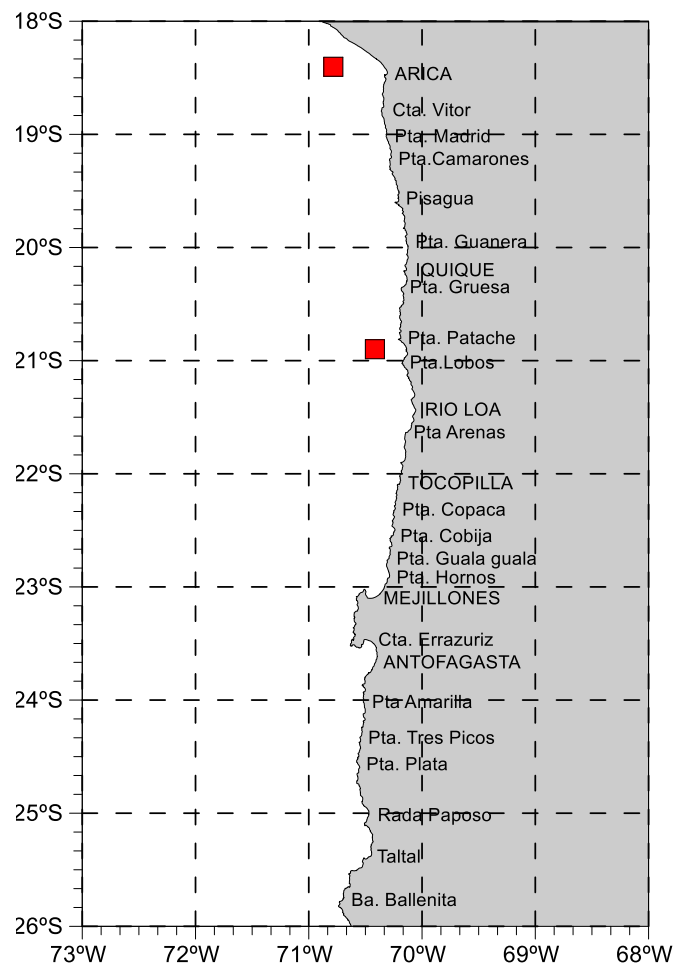 18ºS
ARICA
Cta. Vitor
19ºS
Pta. Madrid
Pta.Camarones
Pisagua
Pta. Guanera
20ºS
IQUIQUE
Pta. Gruesa
Pta. Patache
21ºS
Pta.Lobos
RIO LOA
Pta Arenas
22ºS
TOCOPILLA
Pta. Copaca
Pta. Cobija
Pta. Guala guala
Pta. Hornos
23ºS
MEJILLONES
Cta. Errazuriz
ANTOFAGASTA
24ºS
Pta Amarilla
Pta. Tres Picos
Pta. Plata
25ºS
Rada Paposo
Taltal
Ba. Ballenita
26ºS
73ºW 72ºW 71ºW 70ºW 69ºW 68ºW